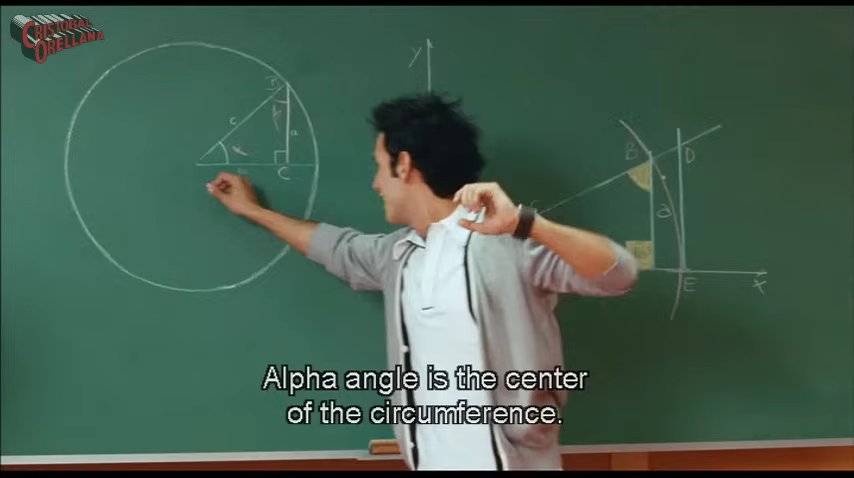 CRISTOBAL
ORELLANA
y
B
c
a
C
B
D
a
E
x
Alpha angle is the center
of the circumference.